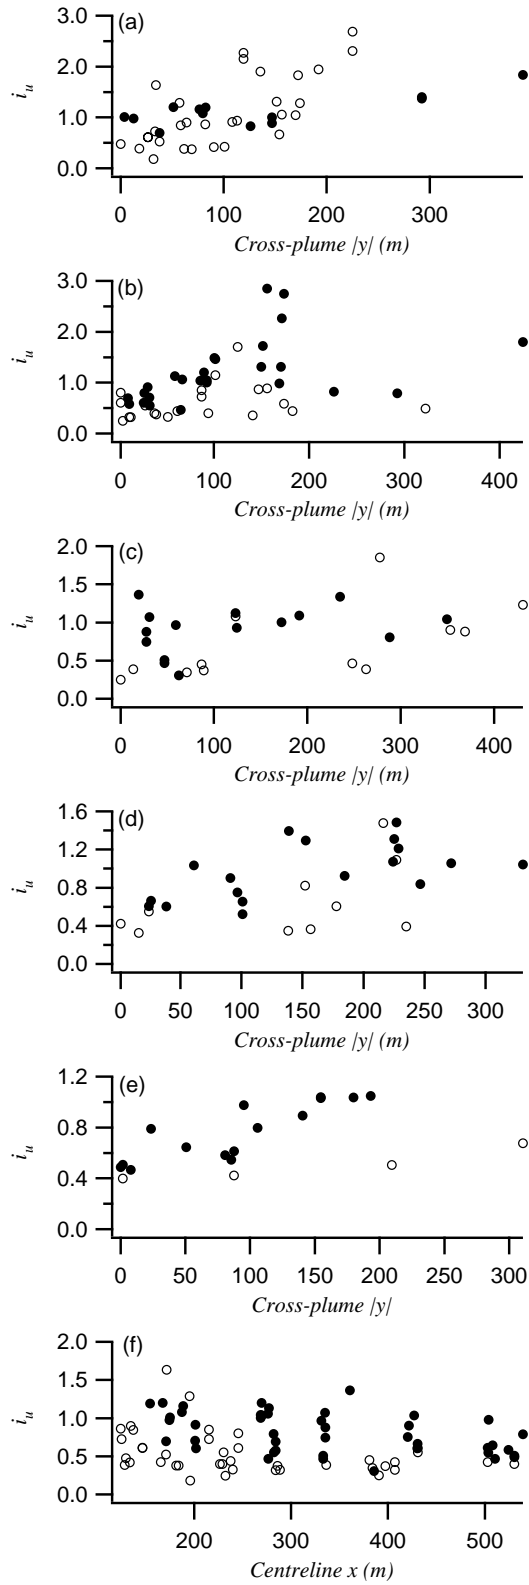 (a)
3.0
2.0
1.0
0.0
i_u
0 100 200 300
Cross-plume |y| (m)
(b)
3.0
2.0
1.0
0.0
i_u
0 100 200 300 400
Cross-plume |y| (m)
(c)
2.0
1.5
1.0
0.5
0.0
i_u
0 100 200 300 400
Cross-plume |y| (m)
(d)
1.6
1.2
0.8
0.4
0.0
i_u
0 50 100 150 200 250 300
Cross-plume |y| (m)
(e)
1.2
0.8
0.4
0.0
i_u
0 50 100 150 200 250 300
Cross-plume |y|
(f)
2.0
1.5
1.0
0.5
0.0
i_u
200 300 400 500
Centreline x (m)